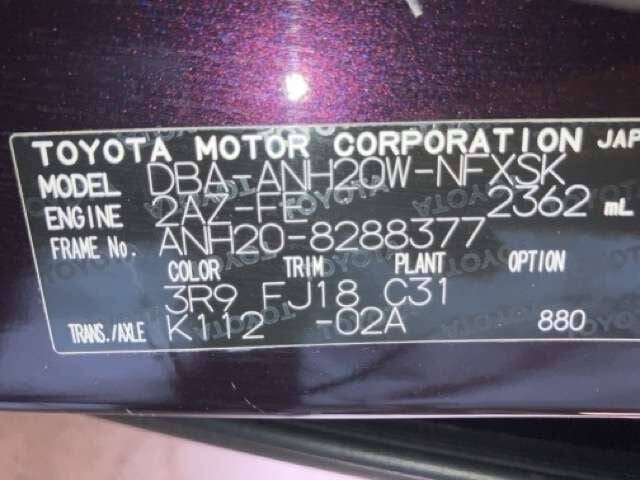 TOYOTA MOTOR CORPORATION JAP
MODEL DBA-ANH20W-NFXSK
ENGINE 2AZ-FE 2362 mL
FRAME No. ANH20-8288377
COLOR TRIM PLANT OPTION
3R9 FJ18 C31
TRANS./AXLE K112 -02A 880